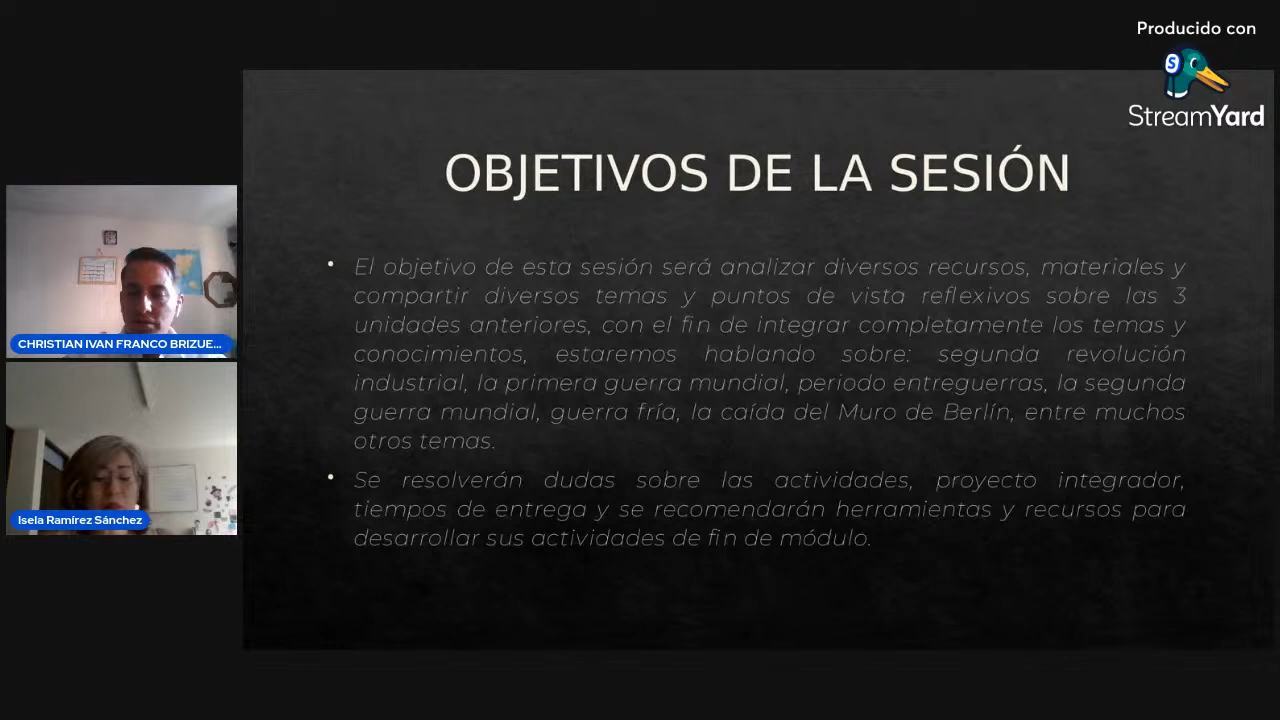 Producido con
StreamYard
OBJETIVOS DE LA SESIÓN
• El objetivo de esta sesión será analizar diversos recursos, materiales y
compartir diversos temas y puntos de vista reflexivos sobre las 3
unidades anteriores, con el fin de integrar completamente los temas y
conocimientos, estaremos hablando sobre: segunda revolución
industrial, la primera guerra mundial, periodo entreguerras, la segunda
guerra mundial, guerra fría, la caída del Muro de Berlín, entre muchos
otros temas.
• Se resolverán dudas sobre las actividades, proyecto integrador,
tiempos de entrega y se recomendarán herramientas y recursos para
desarrollar sus actividades de fin de módulo.
CHRISTIAN IVAN FRANCO BRIZUE...
Isela Ramírez Sánchez